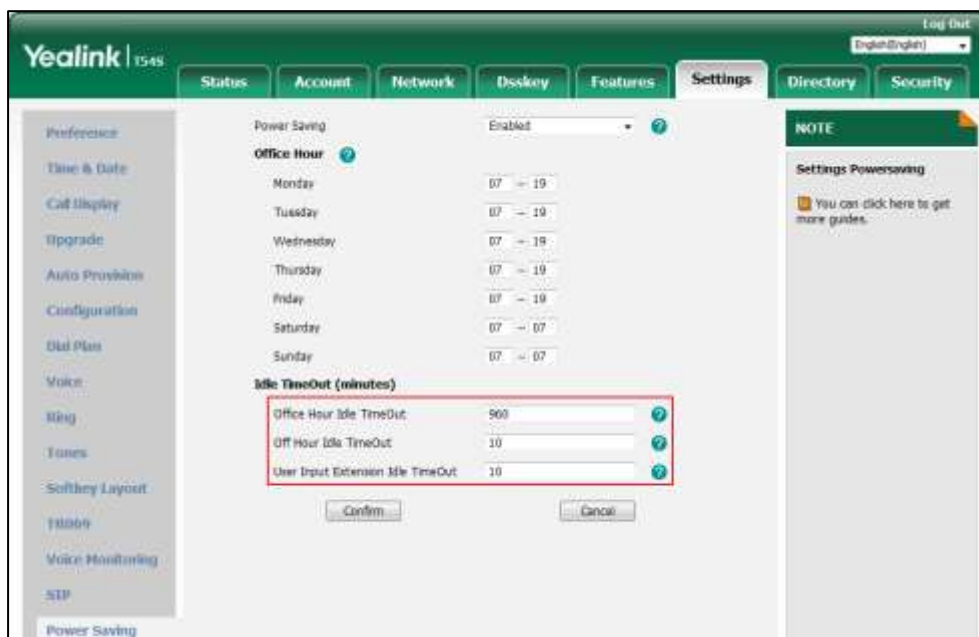 Log Out
Yealink T54S
English(English)
Status Account Network Dsskey Features Settings Directory Security
Preference
Time & Date
Call Display
Upgrade
Auto Provision
Configuration
Dial Plan
Voice
Ring
Tones
Softkey Layout
TR069
Voice Monitoring
SIP
Power Saving
Power Saving Enabled
Office Hour
Monday 07 ~ 19
Tuesday 07 ~ 19
Wednesday 07 ~ 19
Thursday 07 ~ 19
Friday 07 ~ 19
Saturday 07 ~ 07
Sunday 07 ~ 07
Idle TimeOut (minutes)
Office Hour Idle TimeOut 960
Off Hour Idle TimeOut 10
User Input Extension Idle TimeOut 10
Confirm Cancel
NOTE
Settings Powersaving
You can click here to get
more guides.